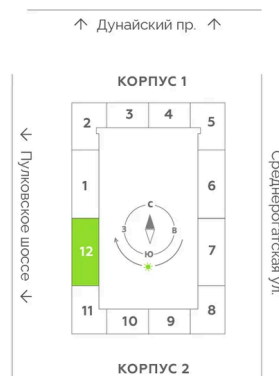 ↑ Дунайский пр. ↑
КОРПУС 1
2 3 4 5
← Пулковское шоссе ←
Среднерогатская ул.
1 6
С
З В
Ю
12 7
11 10 9 8
КОРПУС 2